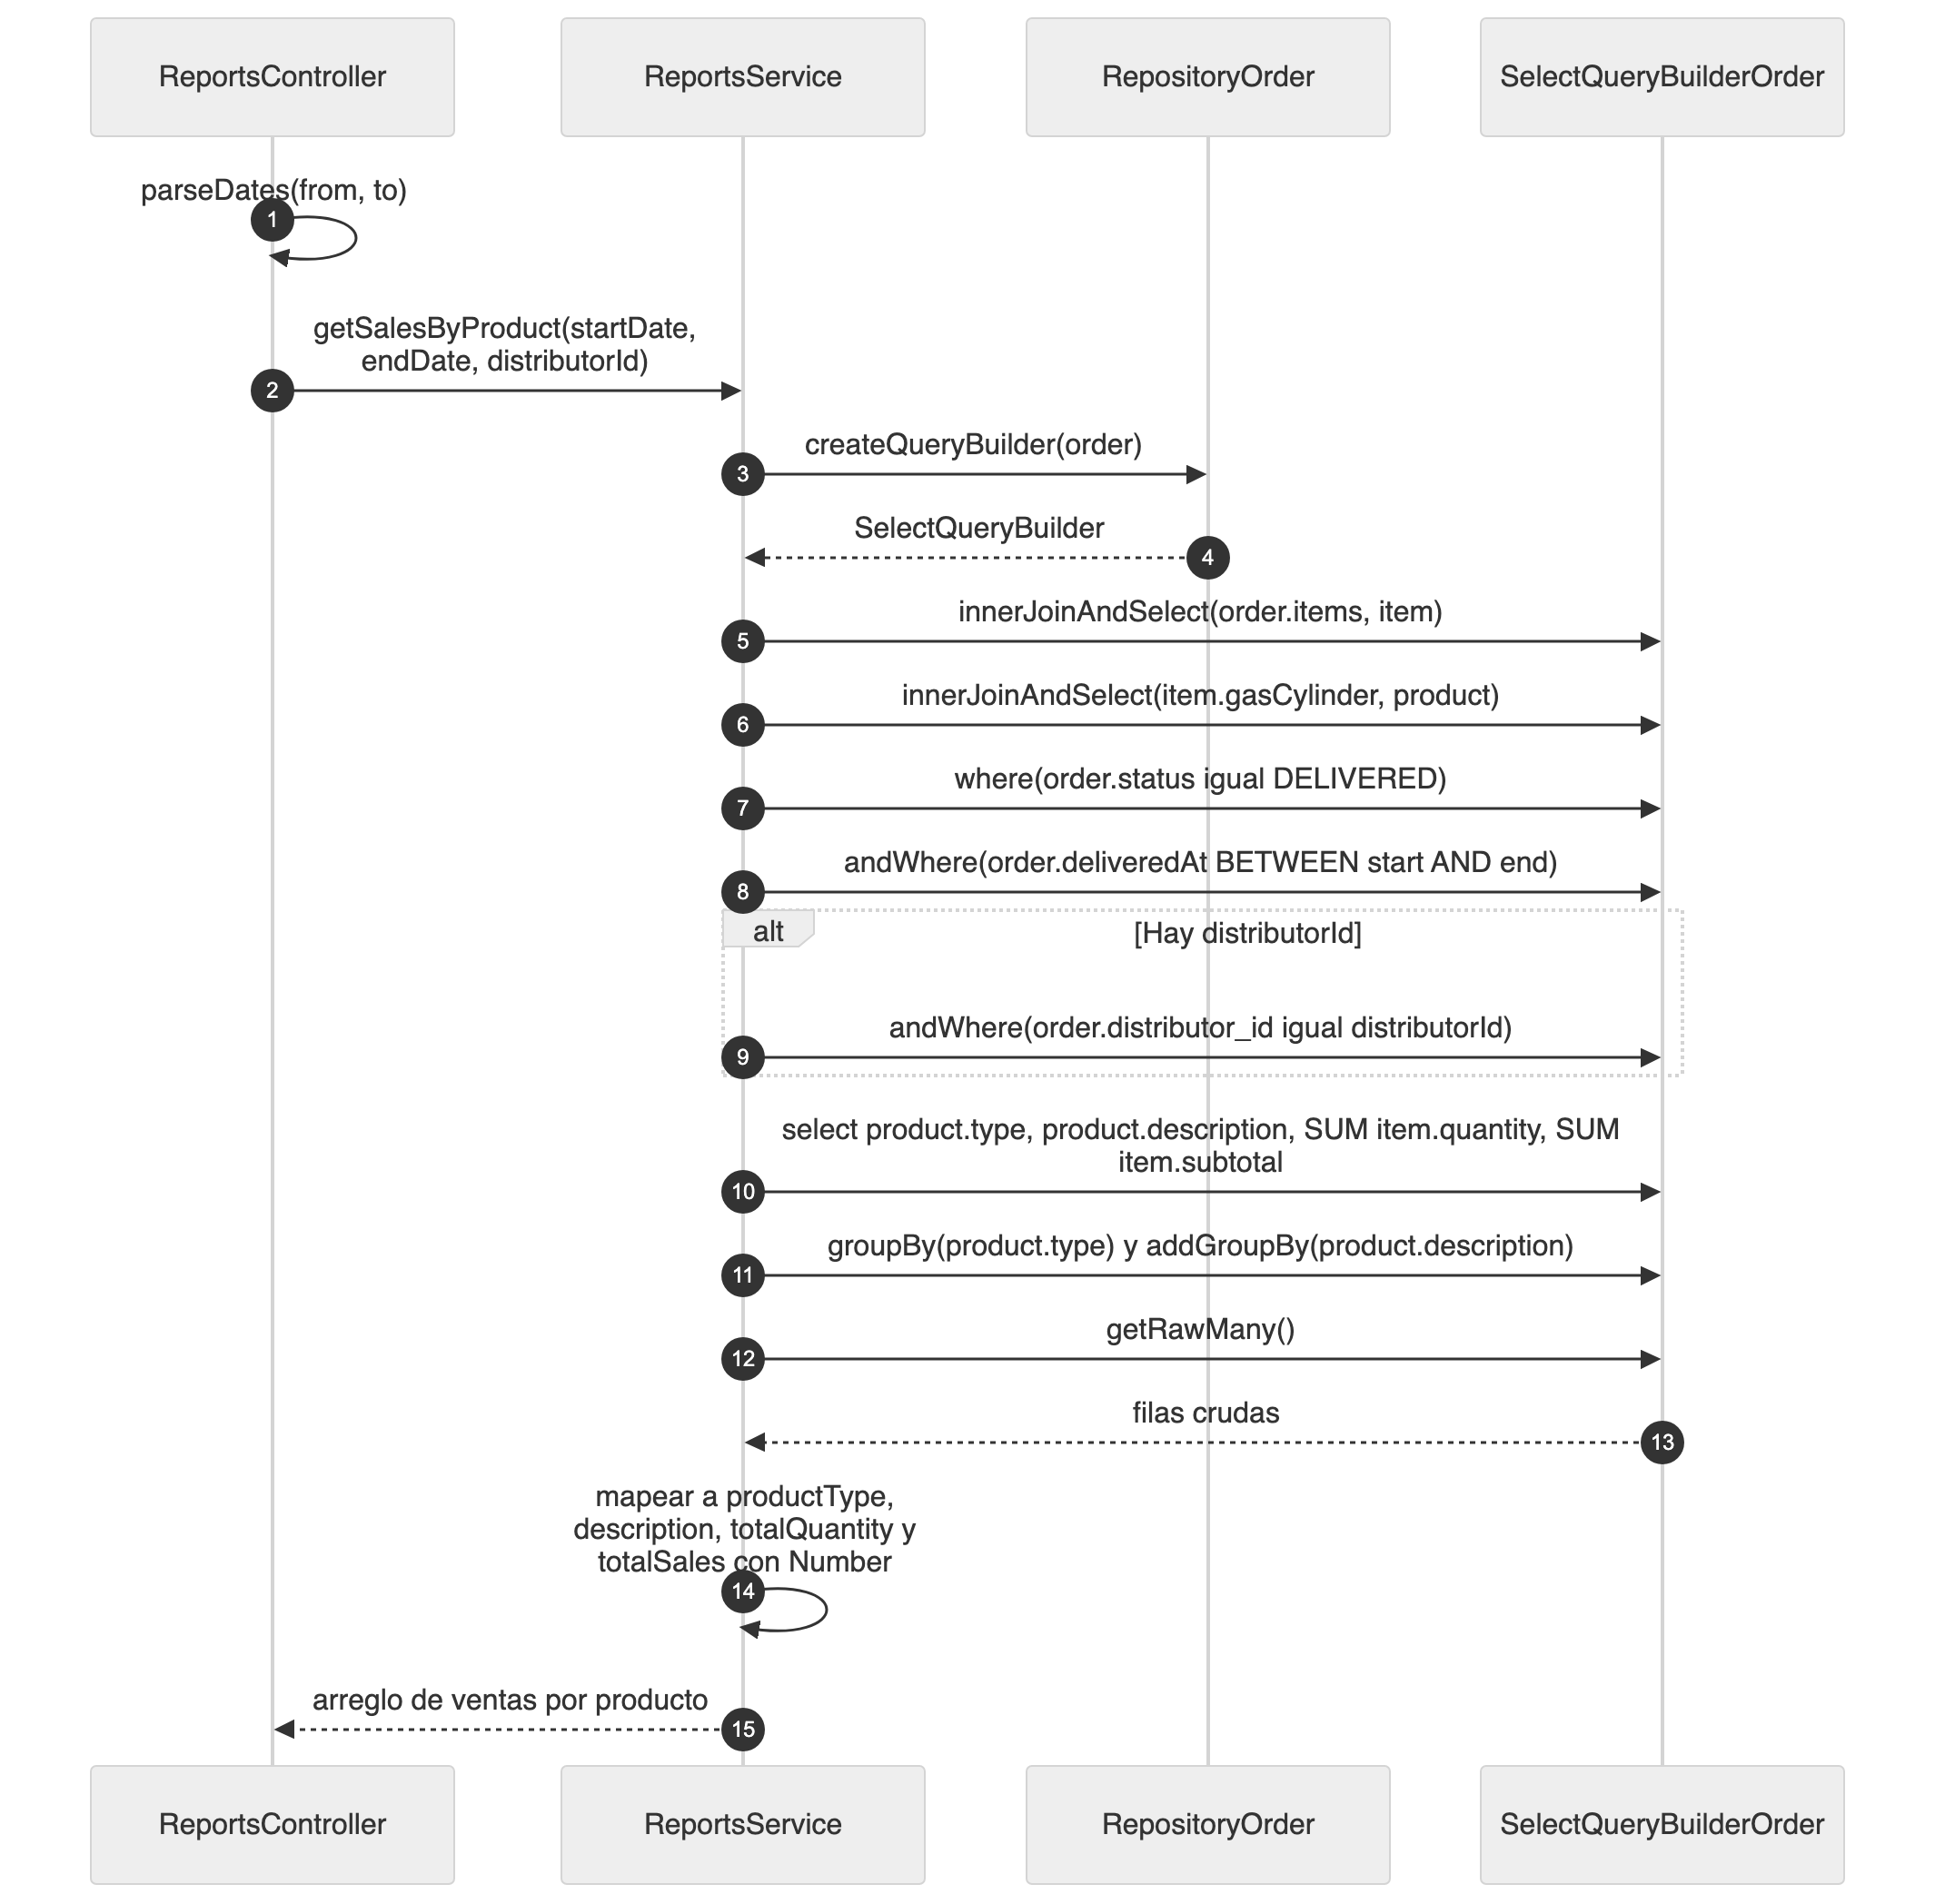 ReportsController
ReportsService
RepositoryOrder
SelectQueryBuilderOrder
parseDates(from, to)
1
getSalesByProduct(startDate,
endDate, distributorId)
2
createQueryBuilder(order)
3
SelectQueryBuilder
4
innerJoinAndSelect(order.items, item)
5
innerJoinAndSelect(item.gasCylinder, product)
6
where(order.status igual DELIVERED)
7
andWhere(order.deliveredAt BETWEEN start AND end)
8
alt
[Hay distributorId]
andWhere(order.distributor_id igual distributorId)
9
select product.type, product.description, SUM item.quantity, SUM
item.subtotal
10
groupBy(product.type) y addGroupBy(product.description)
11
getRawMany()
12
filas crudas
13
mapear a productType,
description, totalQuantity y
totalSales con Number
14
arreglo de ventas por producto
15
ReportsController
ReportsService
RepositoryOrder
SelectQueryBuilderOrder